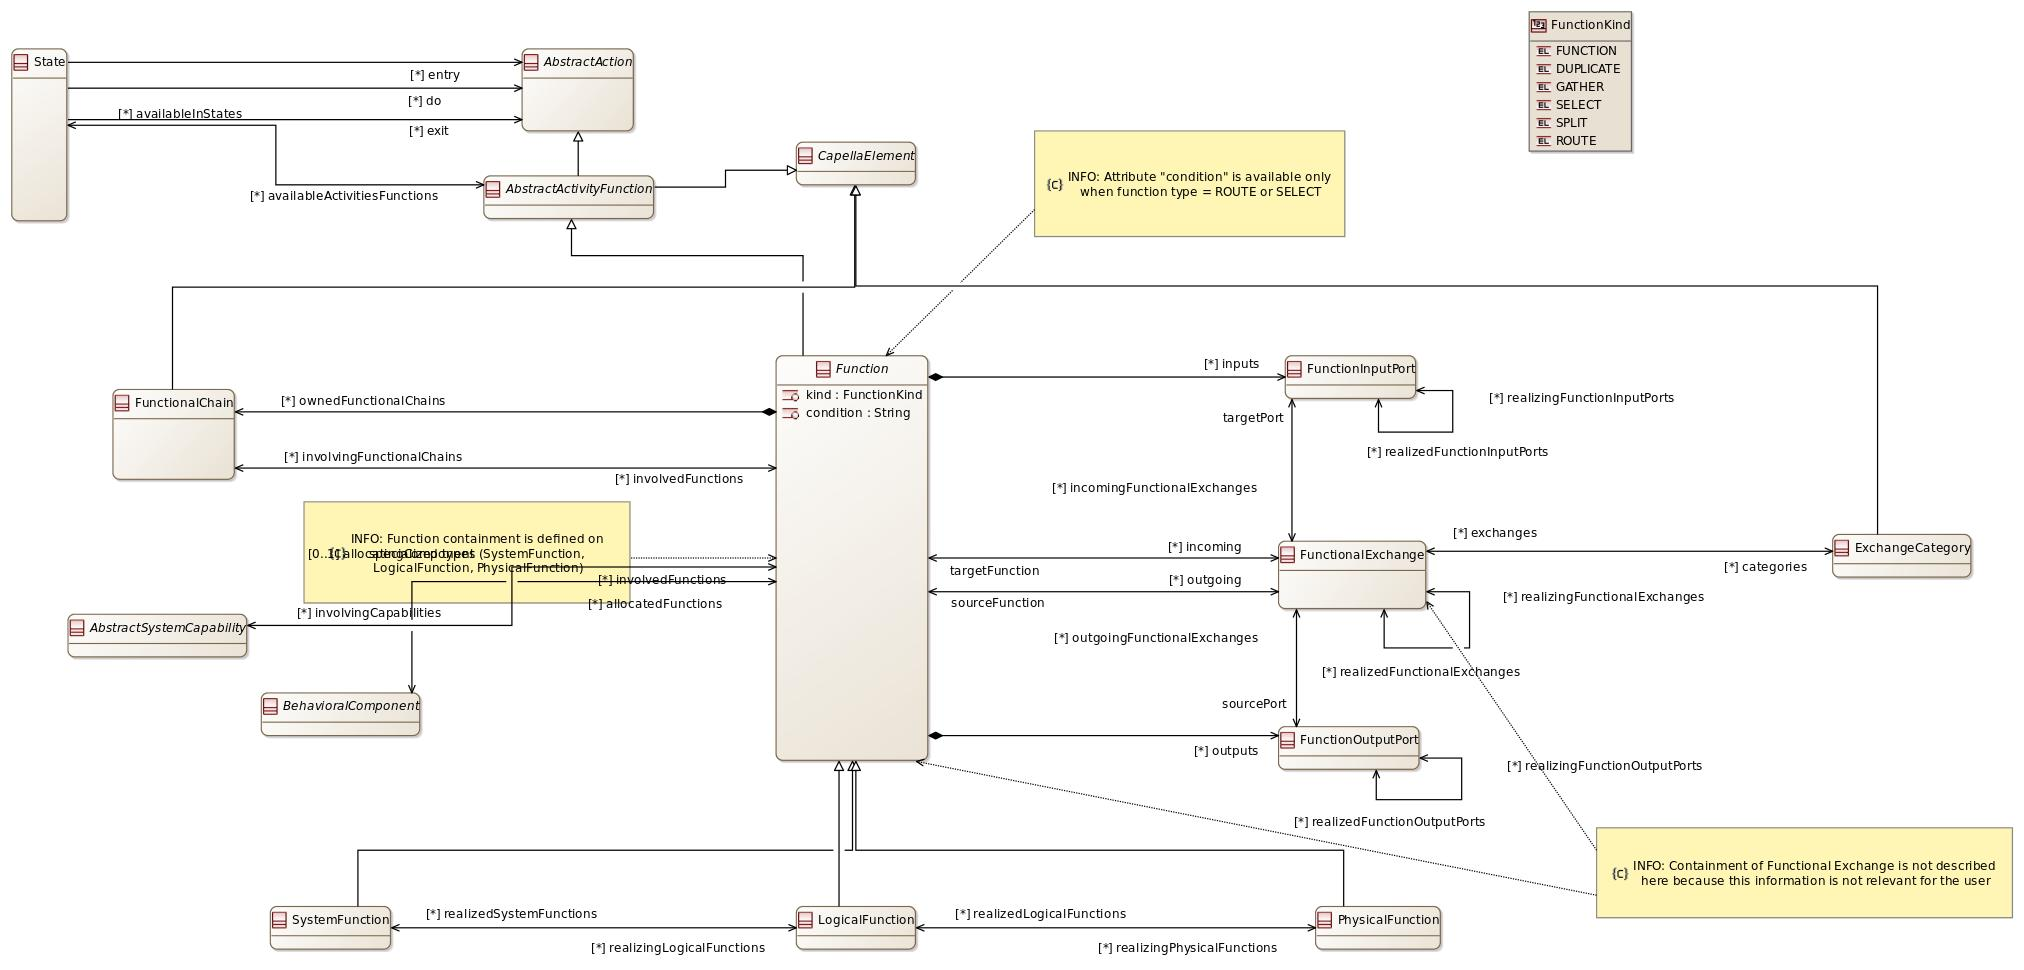 FunctionKind
FUNCTION
DUPLICATE
GATHER
SELECT
SPLIT
ROUTE
State
AbstractAction
[*] entry
[*] do
[*] availableInStates
[*] exit
CapellaElement
AbstractActivityFunction
[*] availableActivitiesFunctions
{c} INFO: Attribute "condition" is available only
when function type = ROUTE or SELECT
Function
kind : FunctionKind
condition : String
[*] inputs
FunctionInputPort
[*] realizingFunctionInputPorts
targetPort
[*] realizedFunctionInputPorts
FunctionalChain
[*] ownedFunctionalChains
[*] involvingFunctionalChains
[*] involvedFunctions
[*] incomingFunctionalExchanges
INFO: Function containment is defined on
{c} specialized types (SystemFunction,
LogicalFunction, PhysicalFunction)
[0..1] allocatingComponent
[*] involvedFunctions
[*] allocatedFunctions
[*] involvingCapabilities
AbstractSystemCapability
BehavioralComponent
[*] incoming
targetFunction
[*] outgoing
sourceFunction
FunctionalExchange
[*] exchanges
[*] categories
ExchangeCategory
[*] realizingFunctionalExchanges
[*] outgoingFunctionalExchanges
[*] realizedFunctionalExchanges
sourcePort
[*] outputs
FunctionOutputPort
[*] realizingFunctionOutputPorts
[*] realizedFunctionOutputPorts
{c} INFO: Containment of Functional Exchange is not described
here because this information is not relevant for the user
SystemFunction
[*] realizedSystemFunctions
[*] realizingLogicalFunctions
LogicalFunction
[*] realizedLogicalFunctions
[*] realizingPhysicalFunctions
PhysicalFunction